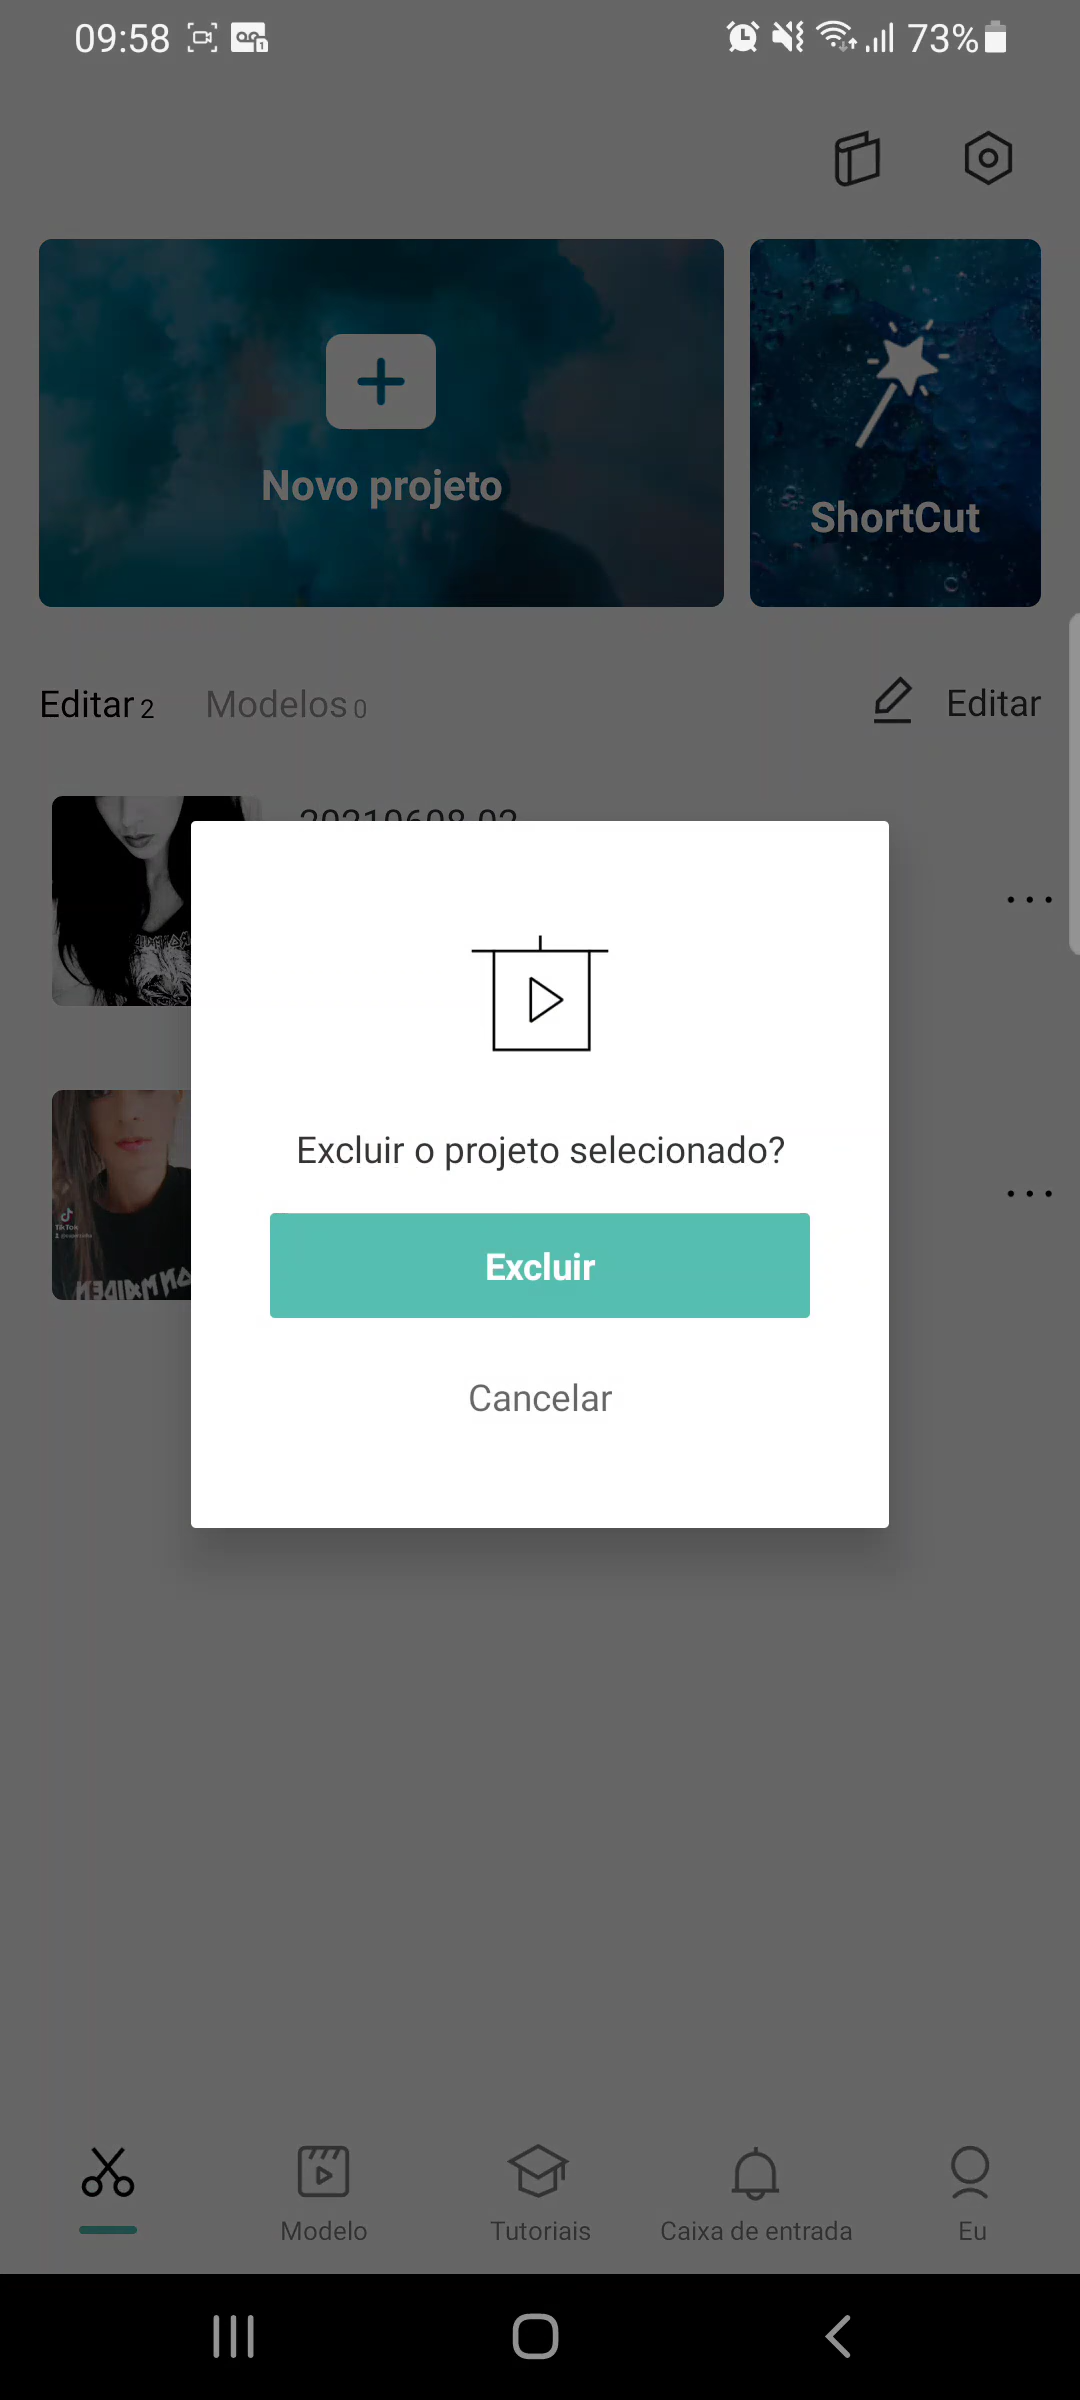 09:58
73%
Novo projeto
ShortCut
Editar 2
Modelos 0
Editar
Excluir o projeto selecionado?
Excluir
Cancelar
TikTok
Modelo
Tutoriais
Caixa de entrada
Eu